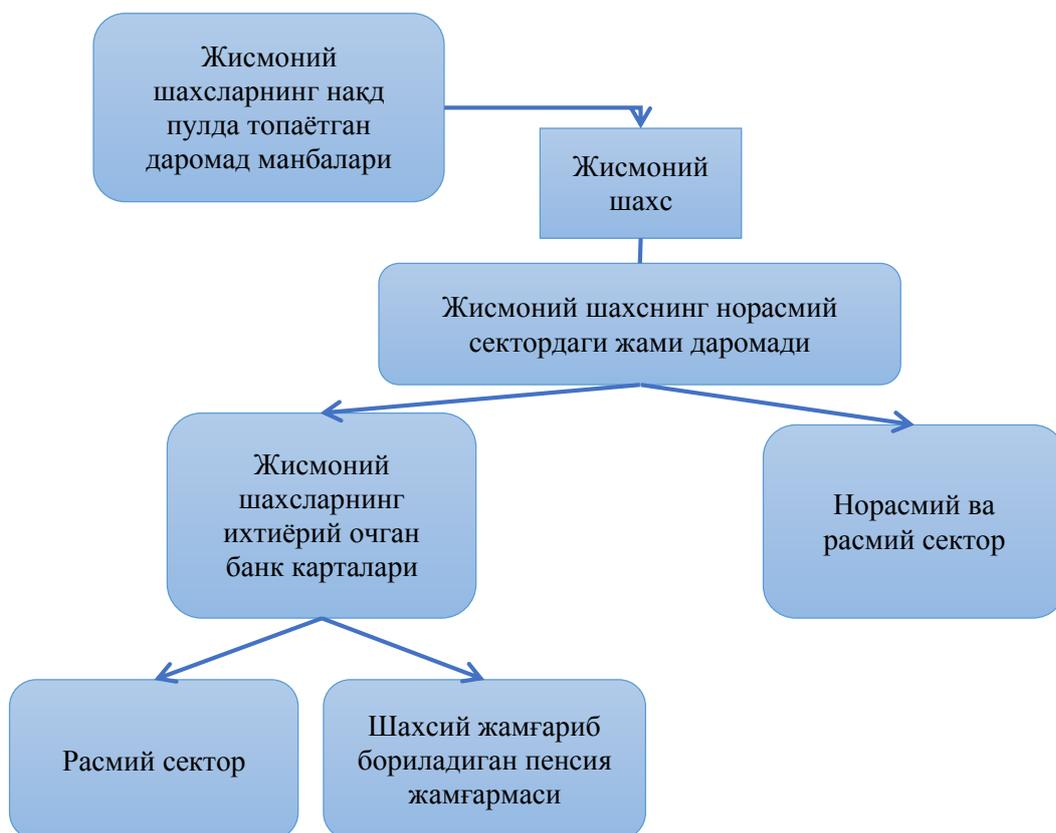 Жисмоний
шахсларнинг нақд
пулда топаётган
даромад манбалари
Жисмоний
шахс
Жисмоний шахснинг норасмий
сектордаги жами даромади
Жисмоний
шахсларнинг
ихтиёрий очган
банк карталари
Норасмий ва
расмий сектор
Расмий сектор
Шахсий жамғариб
бориладиган пенсия
жамғармаси